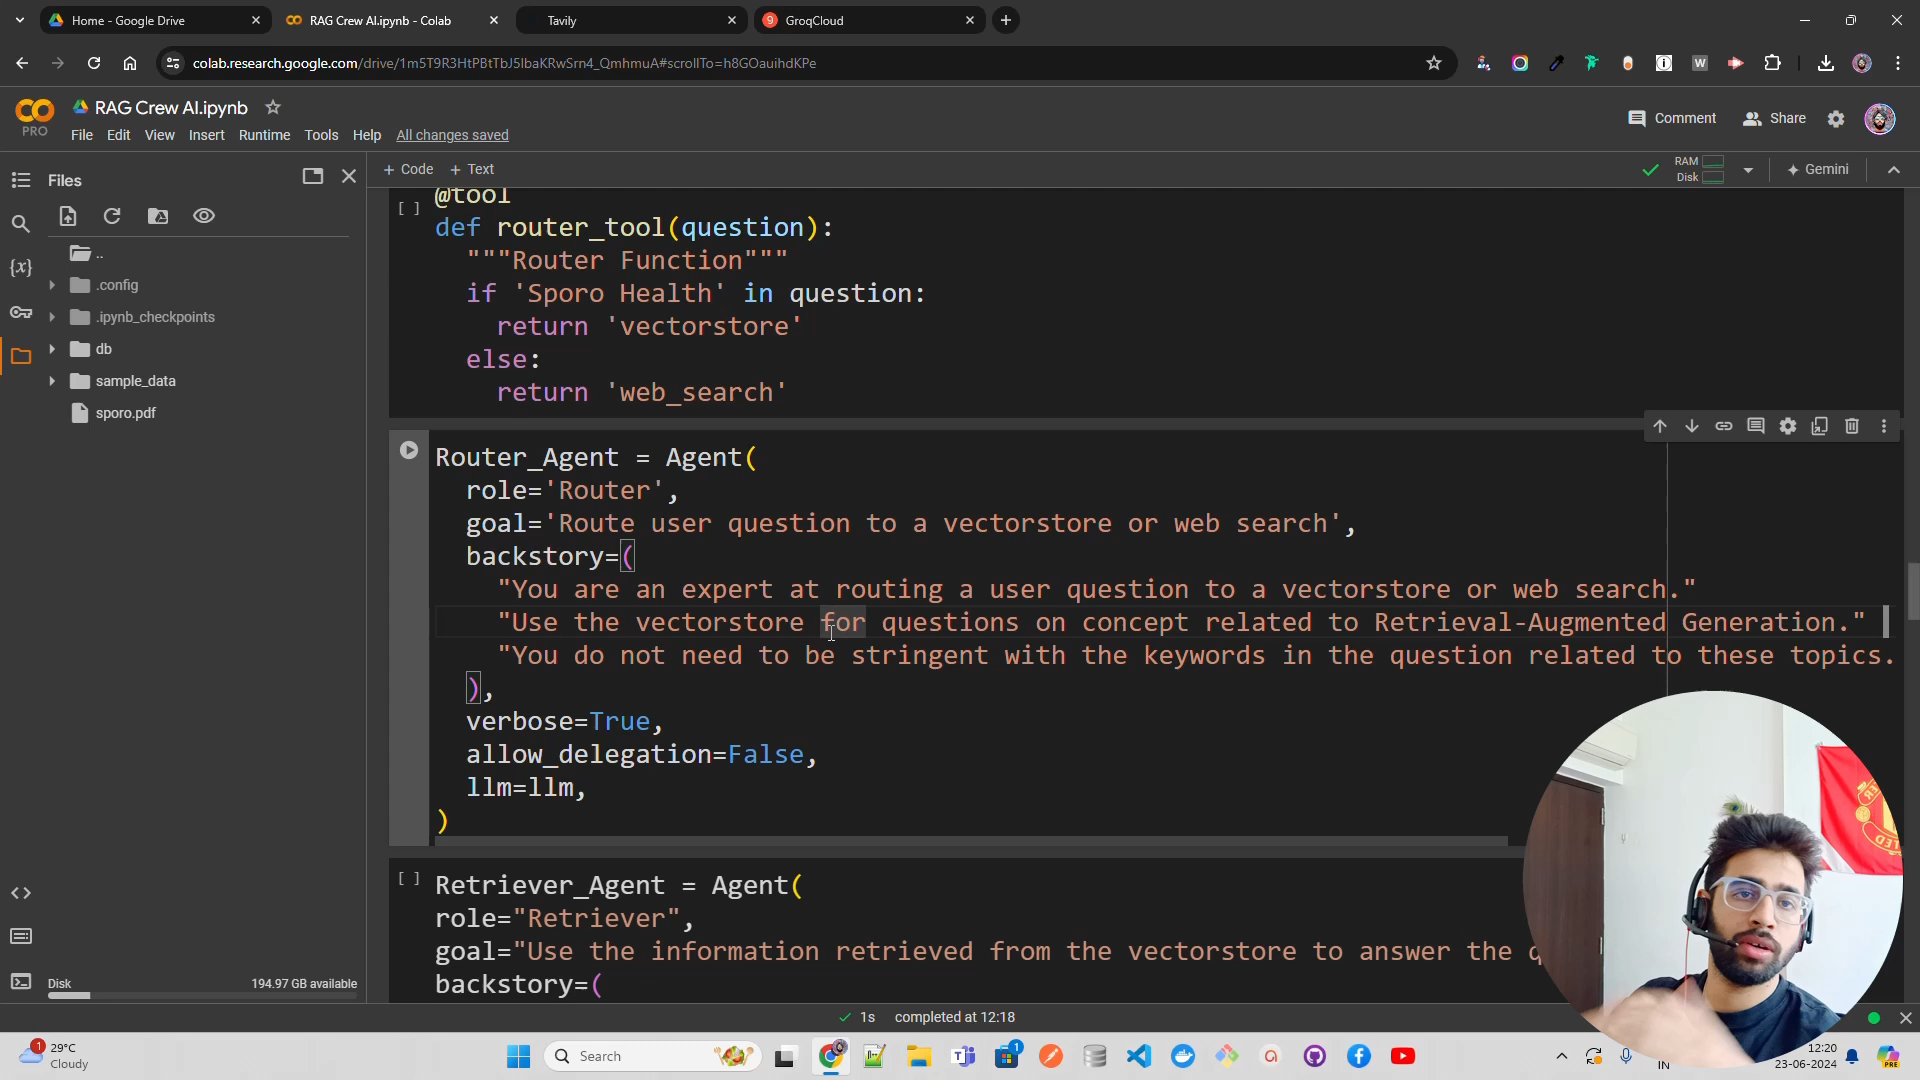 Home - Google Drive
RAG Crew AI.ipynb - Colab
Tavily
9
GroqCloud
colab.research.google.com/drive/1m5T9R3HtPBtTbJ5IbaKRwSrn4_QmhmuA#scrollTo=h8GOauihdKPe
PRO
RAG Crew AI.ipynb
File Edit View Insert Runtime Tools Help All changes saved
Comment
Share
Files
+ Code + Text
RAM
Disk
Gemini
..
.config
.ipynb_checkpoints
db
sample_data
sporo.pdf
[ ]
@tool
def router_tool(question):
"""Router Function"""
if 'Sporo Health' in question:
return 'vectorstore'
else:
return 'web_search'
Router_Agent = Agent(
role='Router',
goal='Route user question to a vectorstore or web search',
backstory=(
"You are an expert at routing a user question to a vectorstore or web search."
"Use the vectorstore for questions on concept related to Retrieval-Augmented Generation."
"You do not need to be stringent with the keywords in the question related to these topics.
),
verbose=True,
allow_delegation=False,
llm=llm,
)
[ ]
Retriever_Agent = Agent(
role="Retriever",
goal="Use the information retrieved from the vectorstore to answer the q
backstory=(
Disk
194.97 GB available
1s completed at 12:18
1
29°C
Cloudy
Search
1
IN
12:20
23-06-2024